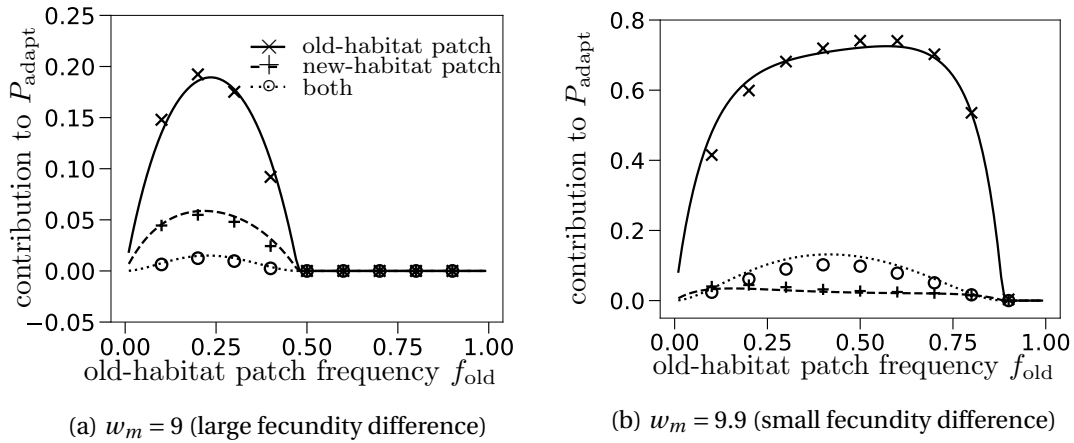 0.25
0.20
0.15
0.10
0.05
0.00
−0.05
contribution to P_adapt
old-habitat patch
new-habitat patch
both
0.00 0.25 0.50 0.75 1.00
old-habitat patch frequency f_old
(a) w_m = 9 (large fecundity difference)
0.8
0.6
0.4
0.2
0.0
contribution to P_adapt
0.00 0.25 0.50 0.75 1.00
old-habitat patch frequency f_old
(b) w_m = 9.9 (small fecundity difference)